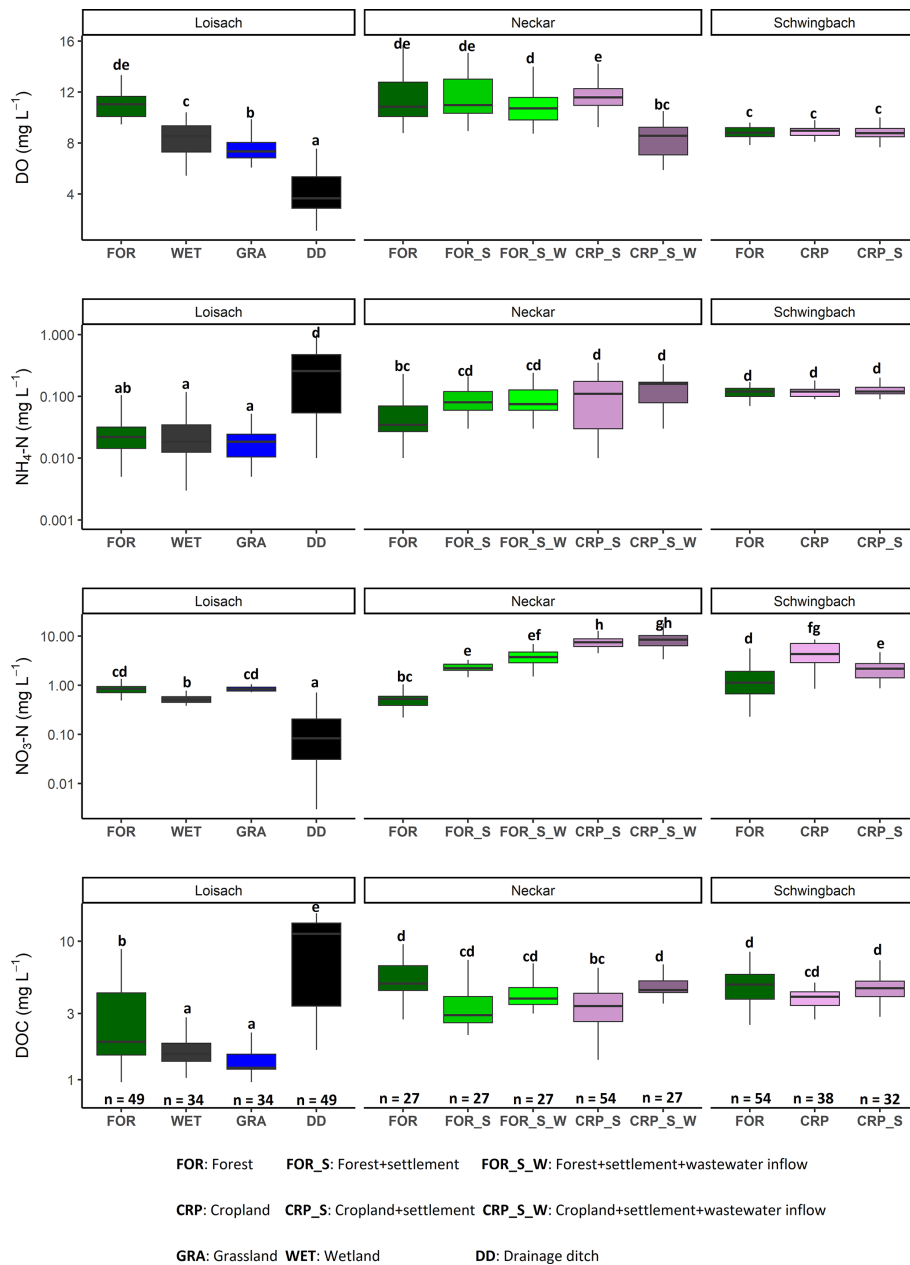 Loisach Neckar Schwingbach
DO (mg L⁻¹)
16
12
8
4
de c b a de de d e bc c c c
FOR WET GRA DD FOR FOR_S FOR_S_W CRP_S CRP_S_W FOR CRP CRP_S
Loisach Neckar Schwingbach
NH₄-N (mg L⁻¹)
1.000
0.100
0.010
0.001
ab a a d bc cd cd d d d d d
FOR WET GRA DD FOR FOR_S FOR_S_W CRP_S CRP_S_W FOR CRP CRP_S
Loisach Neckar Schwingbach
NO₃-N (mg L⁻¹)
10.00
1.00
0.10
0.01
cd b cd a bc e ef h gh d fg e
FOR WET GRA DD FOR FOR_S FOR_S_W CRP_S CRP_S_W FOR CRP CRP_S
Loisach Neckar Schwingbach
DOC (mg L⁻¹)
10
3
1
b a a e d cd cd bc d d cd d
n = 49 n = 34 n = 34 n = 49 n = 27 n = 27 n = 27 n = 54 n = 27 n = 54 n = 38 n = 32
FOR WET GRA DD FOR FOR_S FOR_S_W CRP_S CRP_S_W FOR CRP CRP_S
FOR: Forest FOR_S: Forest+settlement FOR_S_W: Forest+settlement+wastewater inflow
CRP: Cropland CRP_S: Cropland+settlement CRP_S_W: Cropland+settlement+wastewater inflow
GRA: Grassland WET: Wetland DD: Drainage ditch